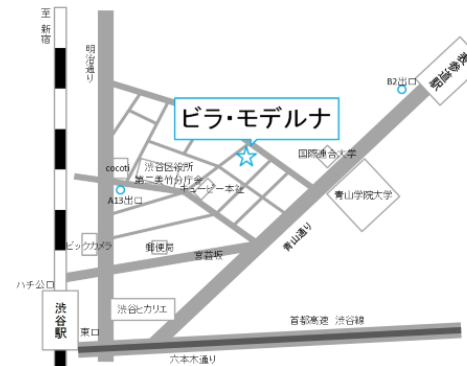 至 新宿
明治通り
表参道駅
B2出口
ビラ・モデルナ
国際連合大学
cocoti
渋谷区役所
第二美竹分庁舎
キューピー本社
青山学院大学
A13出口
青山通り
ビックカメラ
郵便局
宮益坂
ハチ公口
渋谷ヒカリエ
渋谷駅
東口
首都高速 渋谷線
六本木通り